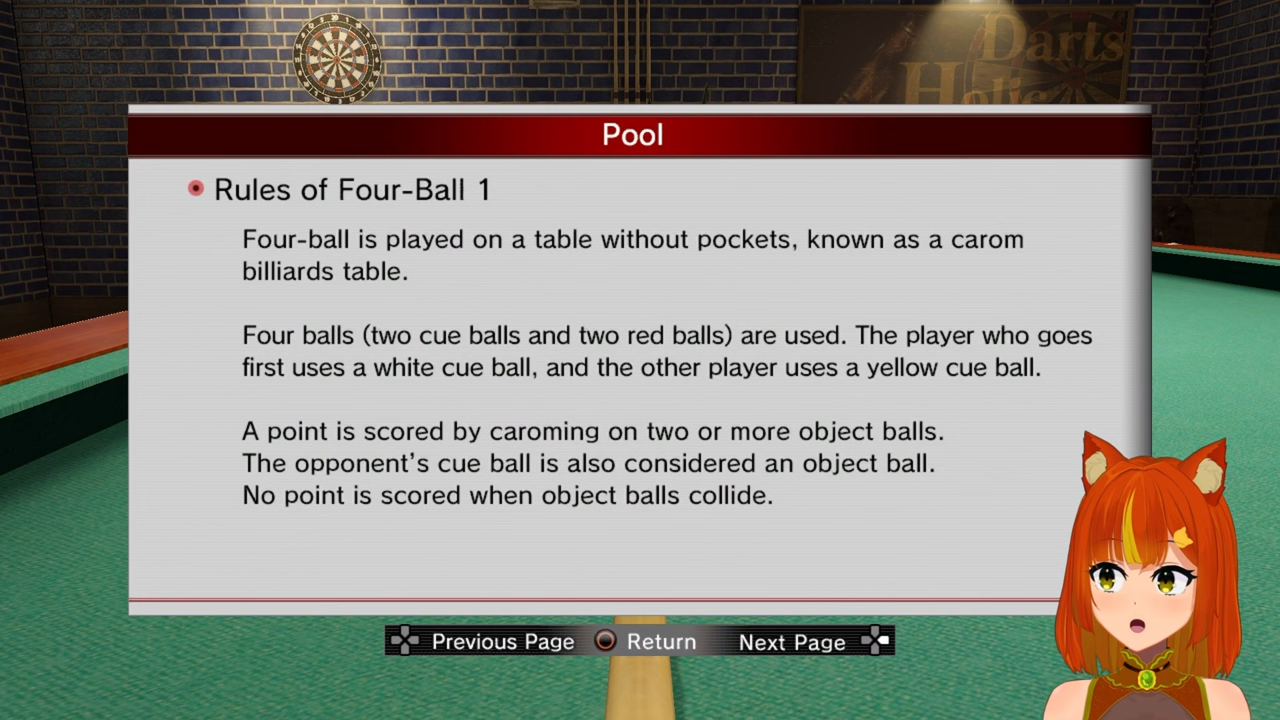 Darts
Holic
Pool
Rules of Four-Ball 1
Four-ball is played on a table without pockets, known as a carom
billiards table.
Four balls (two cue balls and two red balls) are used. The player who goes
first uses a white cue ball, and the other player uses a yellow cue ball.
A point is scored by caroming on two or more object balls.
The opponent's cue ball is also considered an object ball.
No point is scored when object balls collide.
Previous Page Return Next Page